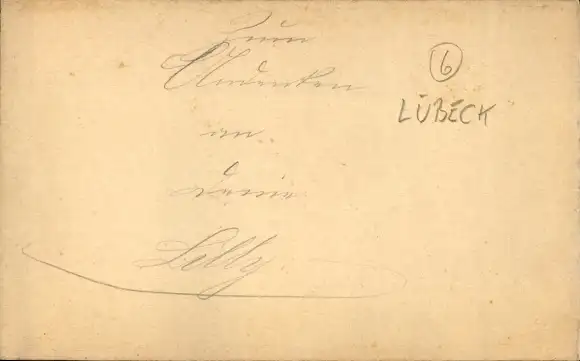 Zum
Andenken
an
Deine
Lilly
6
LÜBECK